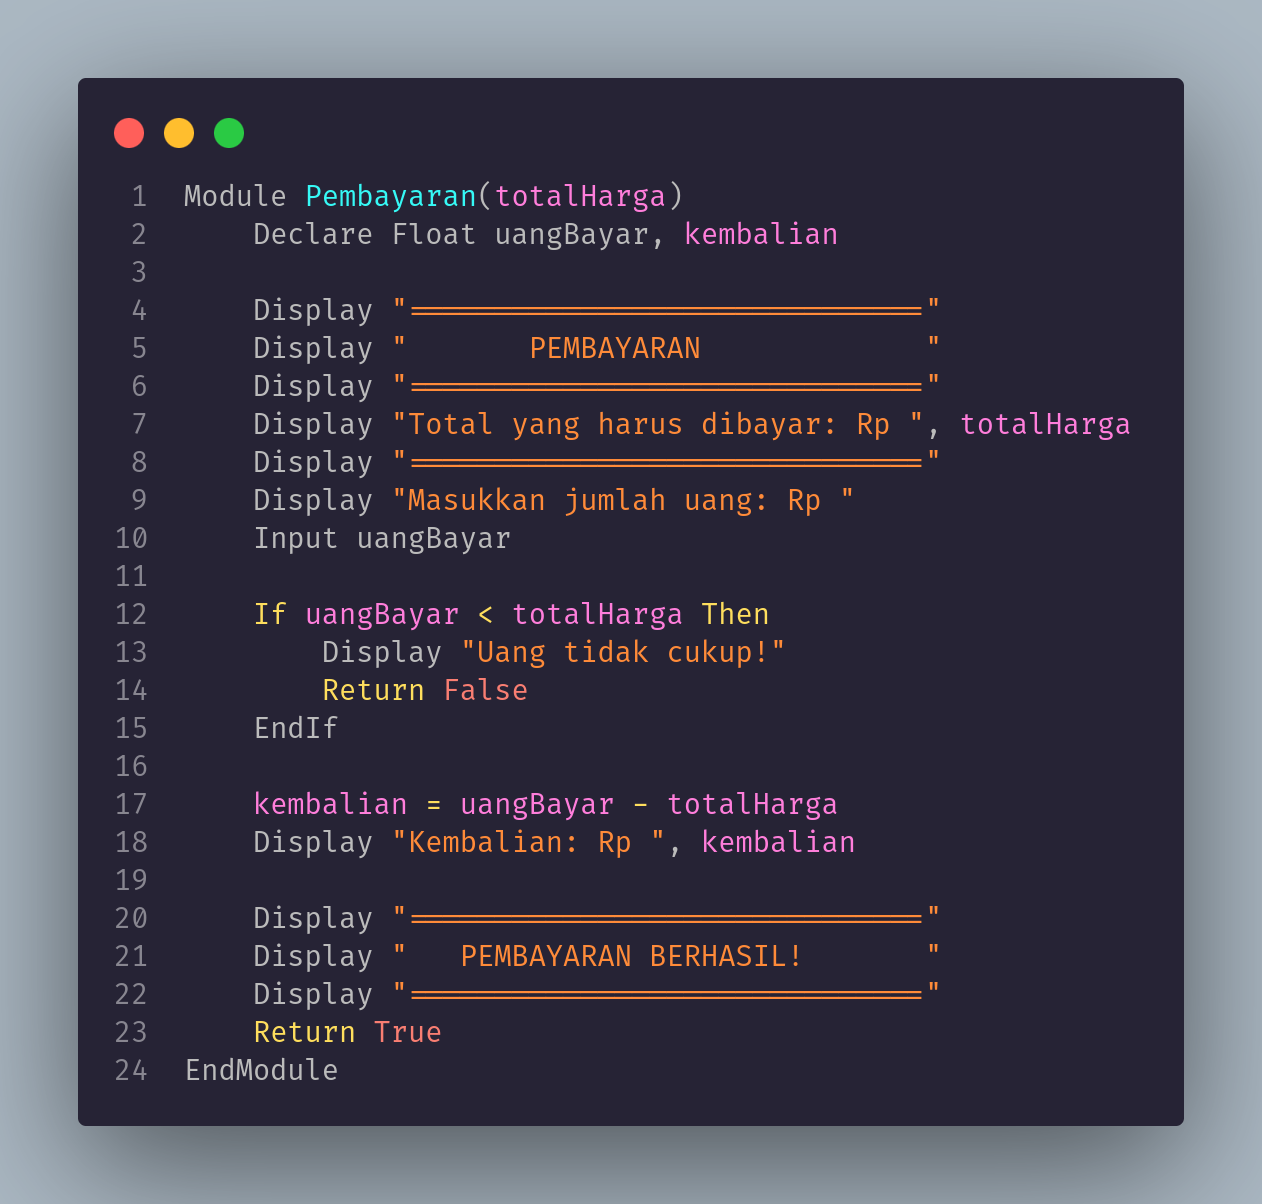 1 Module Pembayaran(totalHarga)
2     Declare Float uangBayar, kembalian
3
4     Display "=============================="
5     Display "       PEMBAYARAN             "
6     Display "=============================="
7     Display "Total yang harus dibayar: Rp ", totalHarga
8     Display "=============================="
9     Display "Masukkan jumlah uang: Rp "
10     Input uangBayar
11
12     If uangBayar < totalHarga Then
13         Display "Uang tidak cukup!"
14         Return False
15     EndIf
16
17     kembalian = uangBayar - totalHarga
18     Display "Kembalian: Rp ", kembalian
19
20     Display "=============================="
21     Display "   PEMBAYARAN BERHASIL!       "
22     Display "=============================="
23     Return True
24 EndModule